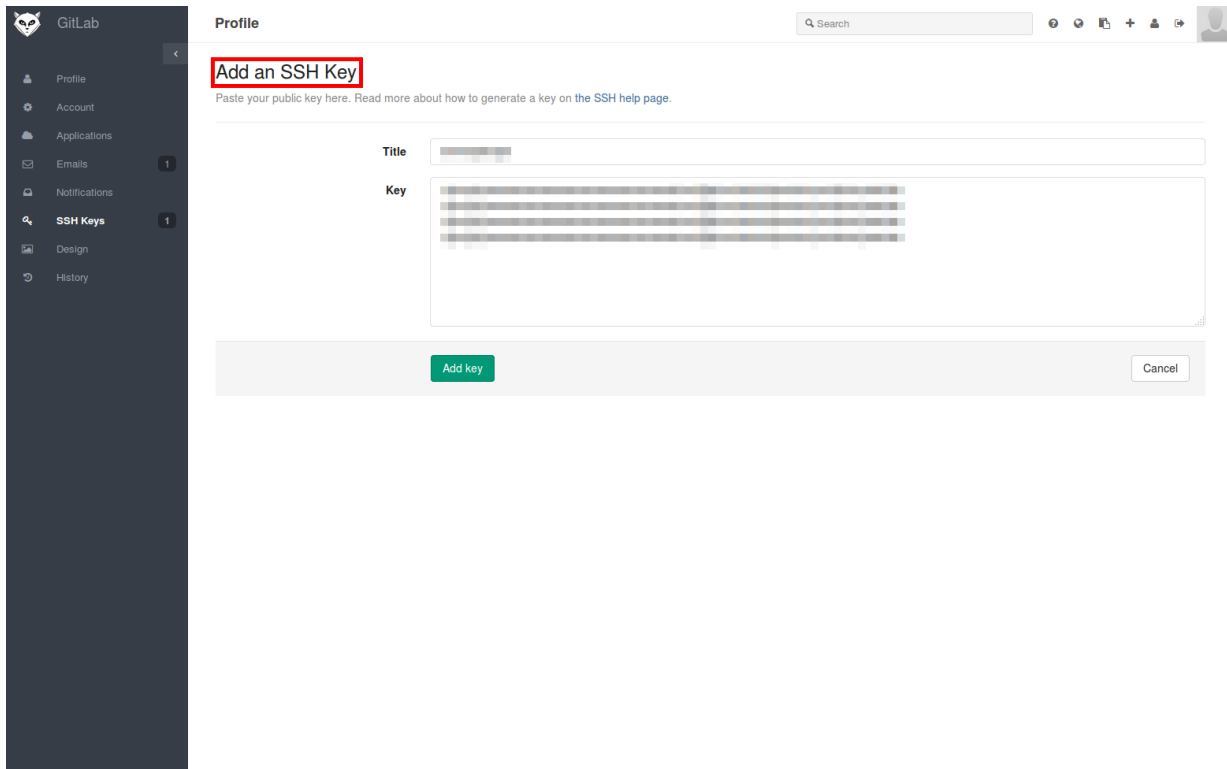 GitLab
Profile
Search
Profile
Account
Applications
Emails 1
Notifications
SSH Keys 1
Design
History
Add an SSH Key
Paste your public key here. Read more about how to generate a key on the SSH help page.
Title
Key
Add key
Cancel